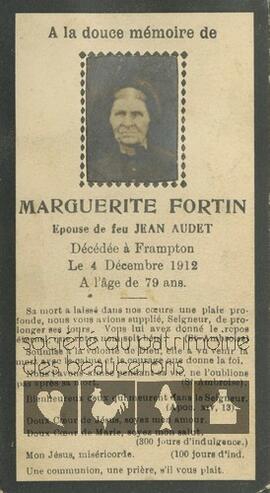 A la douce mémoire de
MARGUERITE FORTIN
Epouse de feu JEAN AUDET
Décédée à Frampton
Le 4 Décembre 1912
A l'âge de 79 ans.
Sa mort a laissé dans nos cœurs une plaie pro-
fonde, nous vous avions supplié, Seigneur, de pro-
longer ses jours. Vous lui avez donné le repos
société du patrimoine
des beaucerons
Soumise à la volonté de Dieu, elle a vu venir la
mort avec le calme et le courage que donne la foi.
ne l'oublions
pas après sa mort. (St Ambroise).
Bienheureux ceux qui meurent dans le Seigneur.
(Apoc. xiv, 13).
Doux Cœur de Jésus, soyez mon amour.
Doux Cœur de Marie, soyez mon salut.
(300 jours d'indulgence.)
Mon Jésus, miséricorde. (100 jours d'ind.
Une communion, une prière, s'il vous plait.